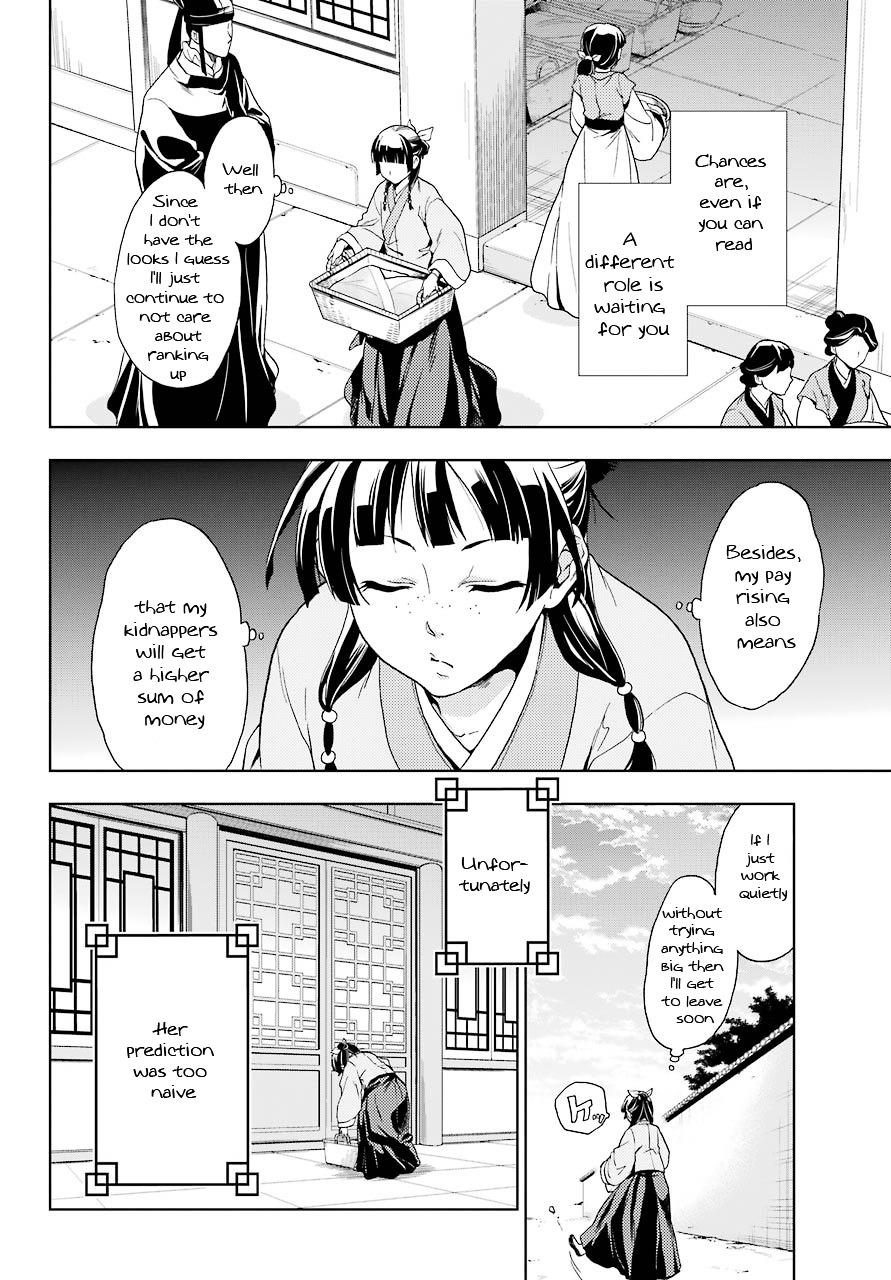 Chances
are,
even if
you can
read
A
different
role is
waiting
for you
Well
then
Since
I don't
have the
looks I guess
I'll just
continue to
not care
about
ranking
up
Besides,
my pay
rising
also
means
that my
kidnappers
will get
a higher
sum of
money
If I
just
work
quietly
without
trying
anything
big then
I'll get
to leave
soon
ん...
Unfor-
tunately
Her
prediction
was too
naive